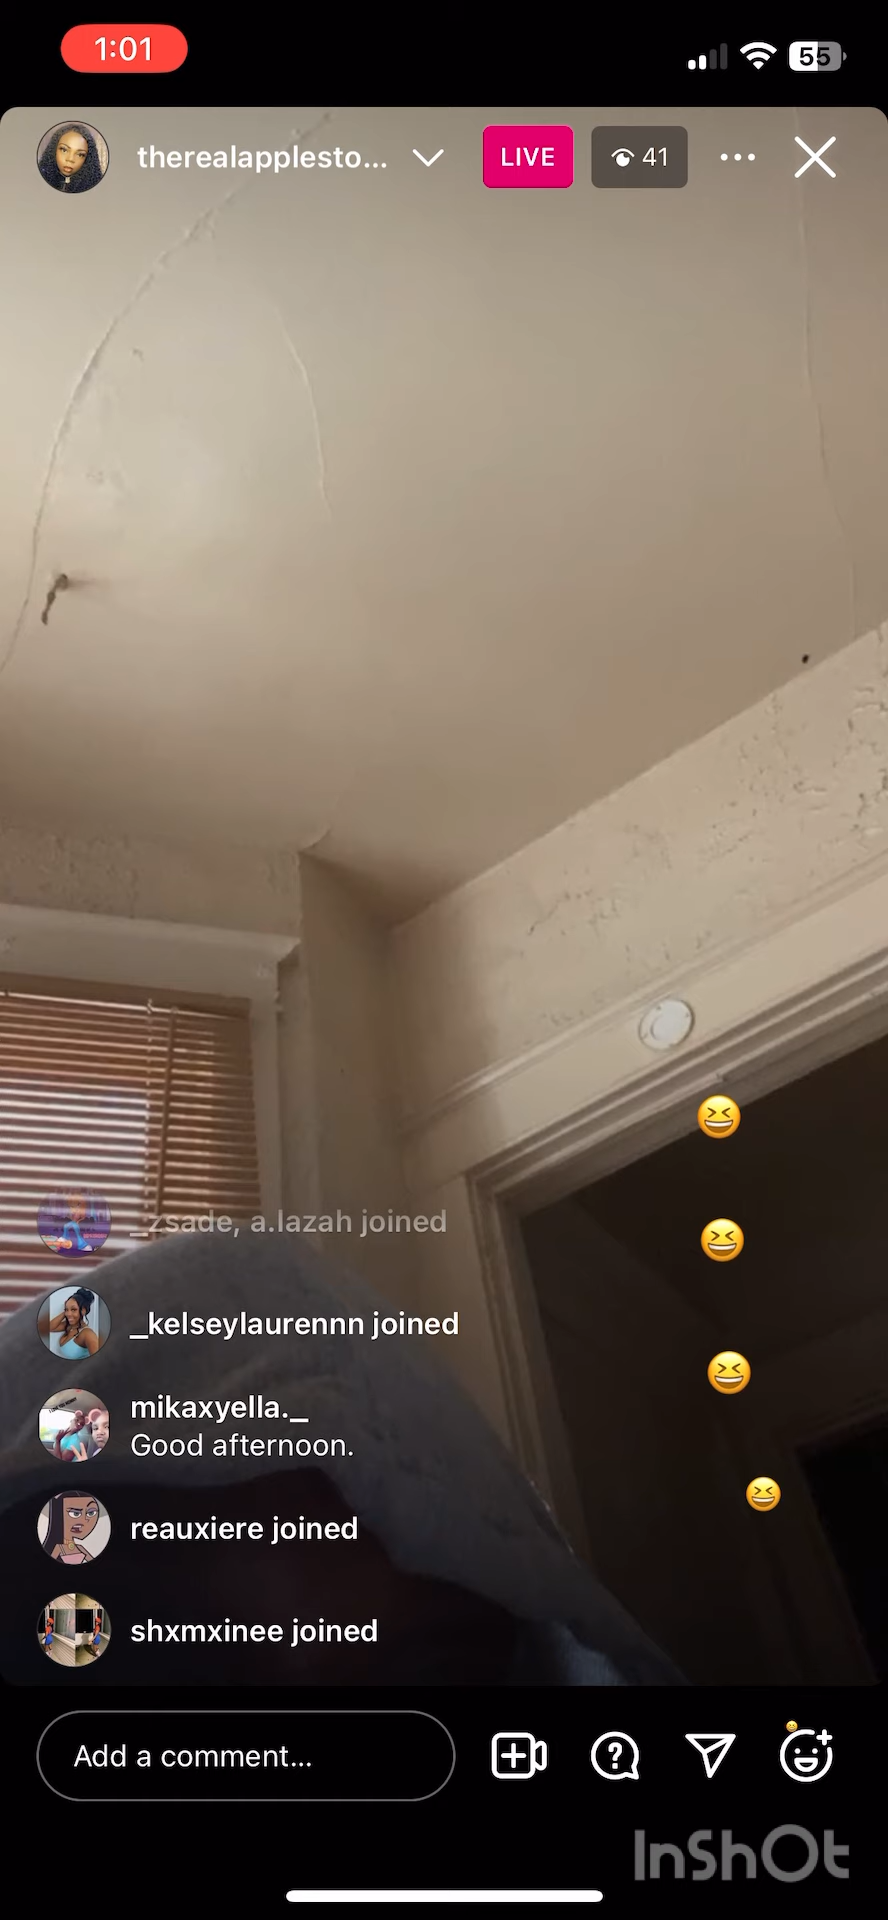 1:01
55
therealapplesto...
LIVE
41
_zsade, a.lazah joined
_kelseylaurennn joined
mikaxyella._
Good afternoon.
reauxiere joined
shxmxinee joined
Add a comment...
InShOt